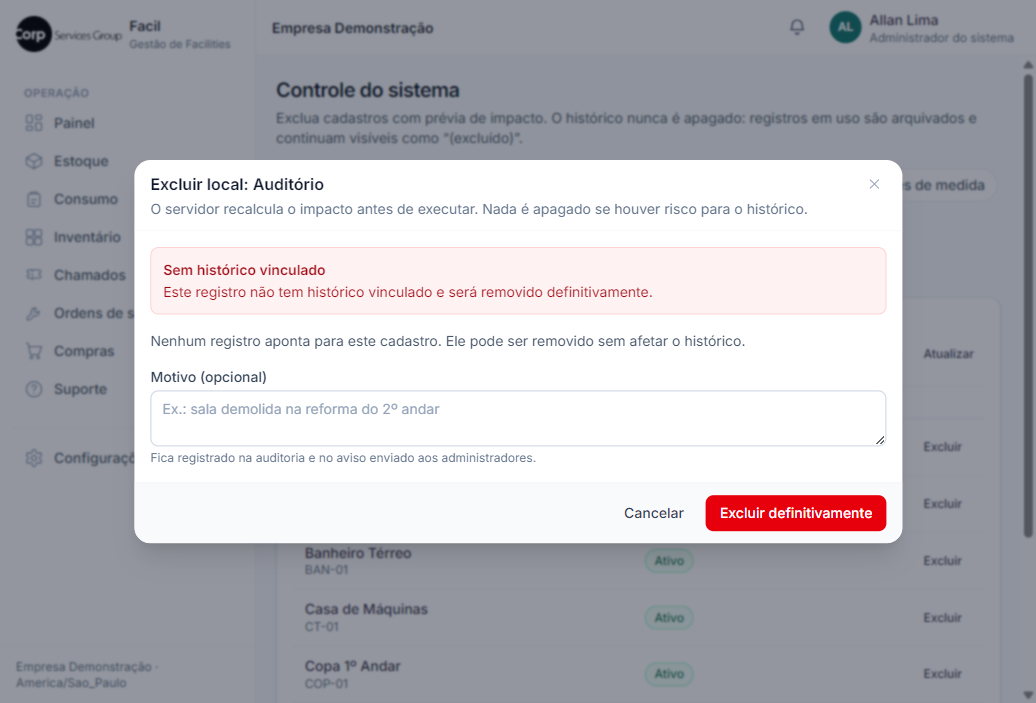 Corp Services Group
Facil
Gestão de Facilities
Empresa Demonstração
AL
Allan Lima
Administrador do sistema
OPERAÇÃO
Painel
Estoque
Consumo
Inventário
Chamados
Ordens de s
Compras
Suporte
Configuraç
Empresa Demonstração ·
America/Sao_Paulo
Controle do sistema
Exclua cadastros com prévia de impacto. O histórico nunca é apagado: registros em uso são arquivados e
continuam visíveis como "(excluído)".
s de medida
Atualizar
Excluir local: Auditório
O servidor recalcula o impacto antes de executar. Nada é apagado se houver risco para o histórico.
Sem histórico vinculado
Este registro não tem histórico vinculado e será removido definitivamente.
Nenhum registro aponta para este cadastro. Ele pode ser removido sem afetar o histórico.
Motivo (opcional)
Ex.: sala demolida na reforma do 2º andar
Fica registrado na auditoria e no aviso enviado aos administradores.
Cancelar
Excluir definitivamente
Excluir
Excluir
Banheiro Térreo
BAN-01
Ativo
Excluir
Casa de Máquinas
CT-01
Ativo
Excluir
Copa 1º Andar
COP-01
Ativo
Excluir